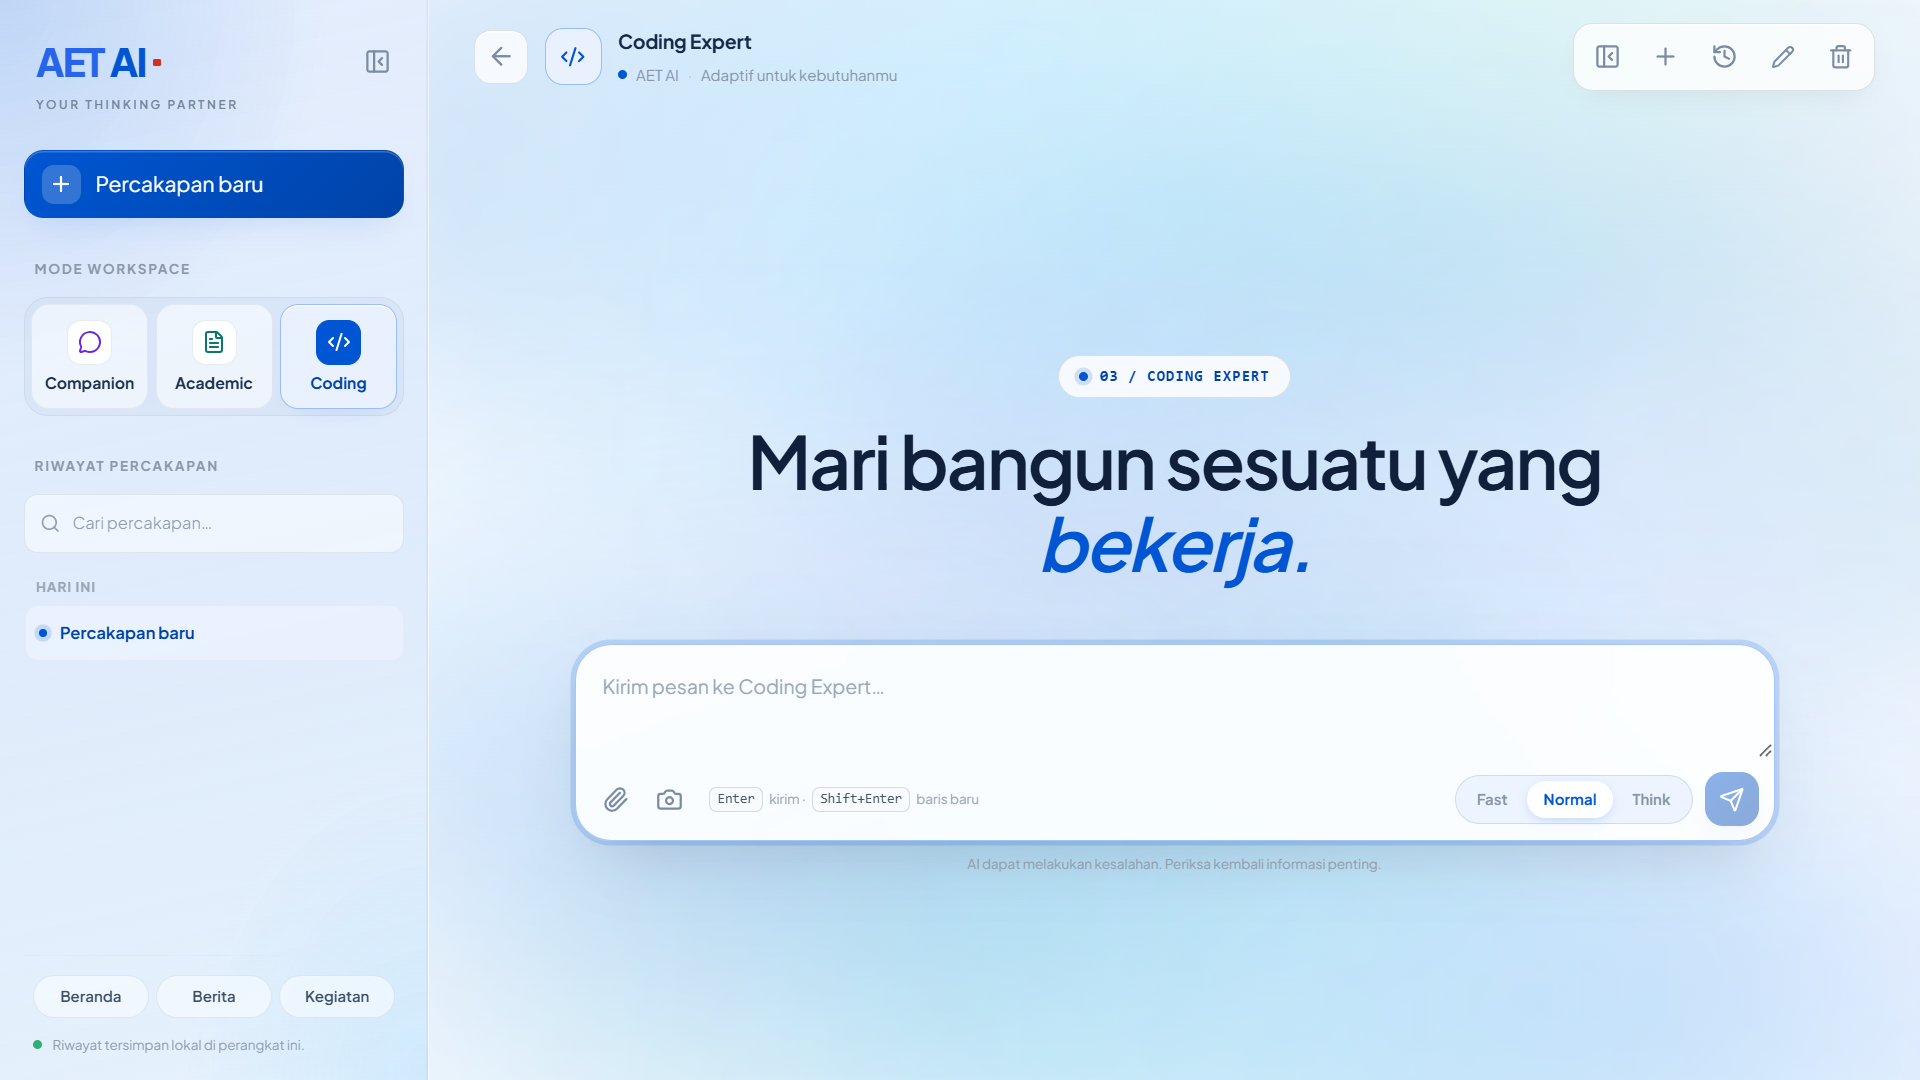 AET AI
YOUR THINKING PARTNER
Percakapan baru
MODE WORKSPACE
Companion
Academic
Coding
RIWAYAT PERCAKAPAN
Cari percakapan...
HARI INI
Percakapan baru
Beranda
Berita
Kegiatan
Riwayat tersimpan lokal di perangkat ini.
Coding Expert
AET AI · Adaptif untuk kebutuhanmu
03 / CODING EXPERT
Mari bangun sesuatu yang
bekerja.
Kirim pesan ke Coding Expert...
Enter kirim · Shift+Enter baris baru
Fast
Normal
Think
AI dapat melakukan kesalahan. Periksa kembali informasi penting.